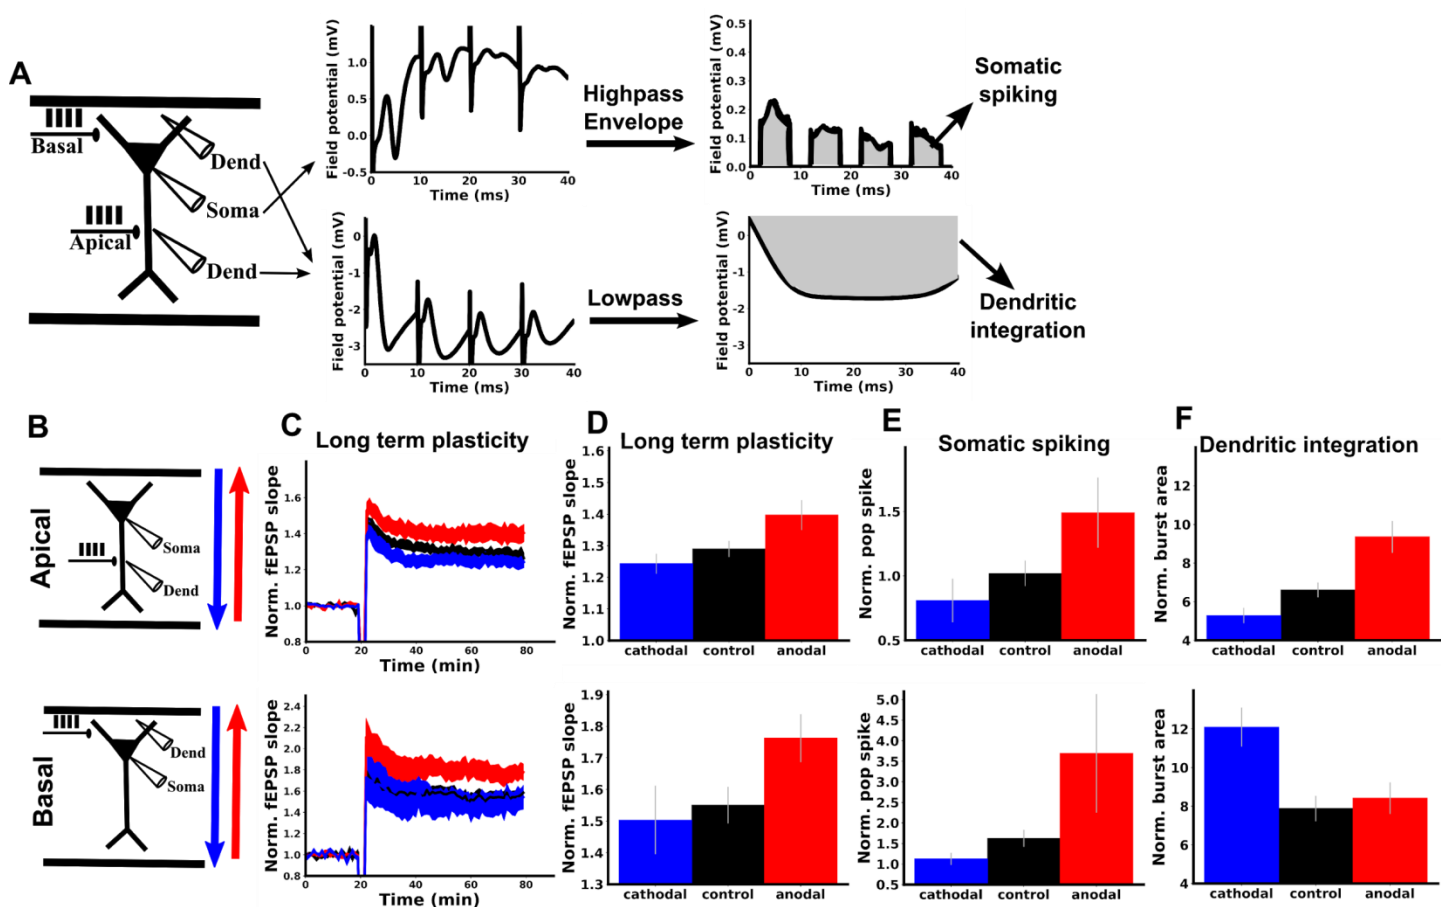 A
Basal
Dend
Soma
Apical
Dend
Field potential (mV)
1.0
0.5
0.0
-0.5
0 10 20 30 40
Time (ms)
Highpass
Envelope
Field potential (mV)
0.5
0.4
0.3
0.2
0.1
0.0
0 10 20 30 40
Time (ms)
Somatic
spiking
Field potential (mV)
0
-1
-2
-3
0 10 20 30 40
Time (ms)
Lowpass
Field potential (mV)
0
-1
-2
-3
0 10 20 30 40
Time (ms)
Dendritic
integration
B
Apical
Soma
Dend
C
Long term plasticity
Norm. fEPSP slope
1.6
1.4
1.2
1.0
0.8
0 20 40 60 80
Time (min)
D
Long term plasticity
Norm. fEPSP slope
1.6
1.5
1.4
1.3
1.2
1.1
1.0
cathodal control anodal
E
Somatic spiking
Norm. pop spike
1.5
1.0
0.5
cathodal control anodal
F
Dendritic integration
Norm. burst area
12
10
8
6
4
cathodal control anodal
Basal
Dend
Soma
Norm. fEPSP slope
2.4
2.2
2.0
1.8
1.6
1.4
1.2
1.0
0.8
0 20 40 60 80
Time (min)
Norm. fEPSP slope
1.9
1.8
1.7
1.6
1.5
1.4
1.3
cathodal control anodal
Norm. pop spike
5.0
4.5
4.0
3.5
3.0
2.5
2.0
1.5
1.0
0.5
cathodal control anodal
Norm. burst area
12
10
8
6
4
cathodal control anodal